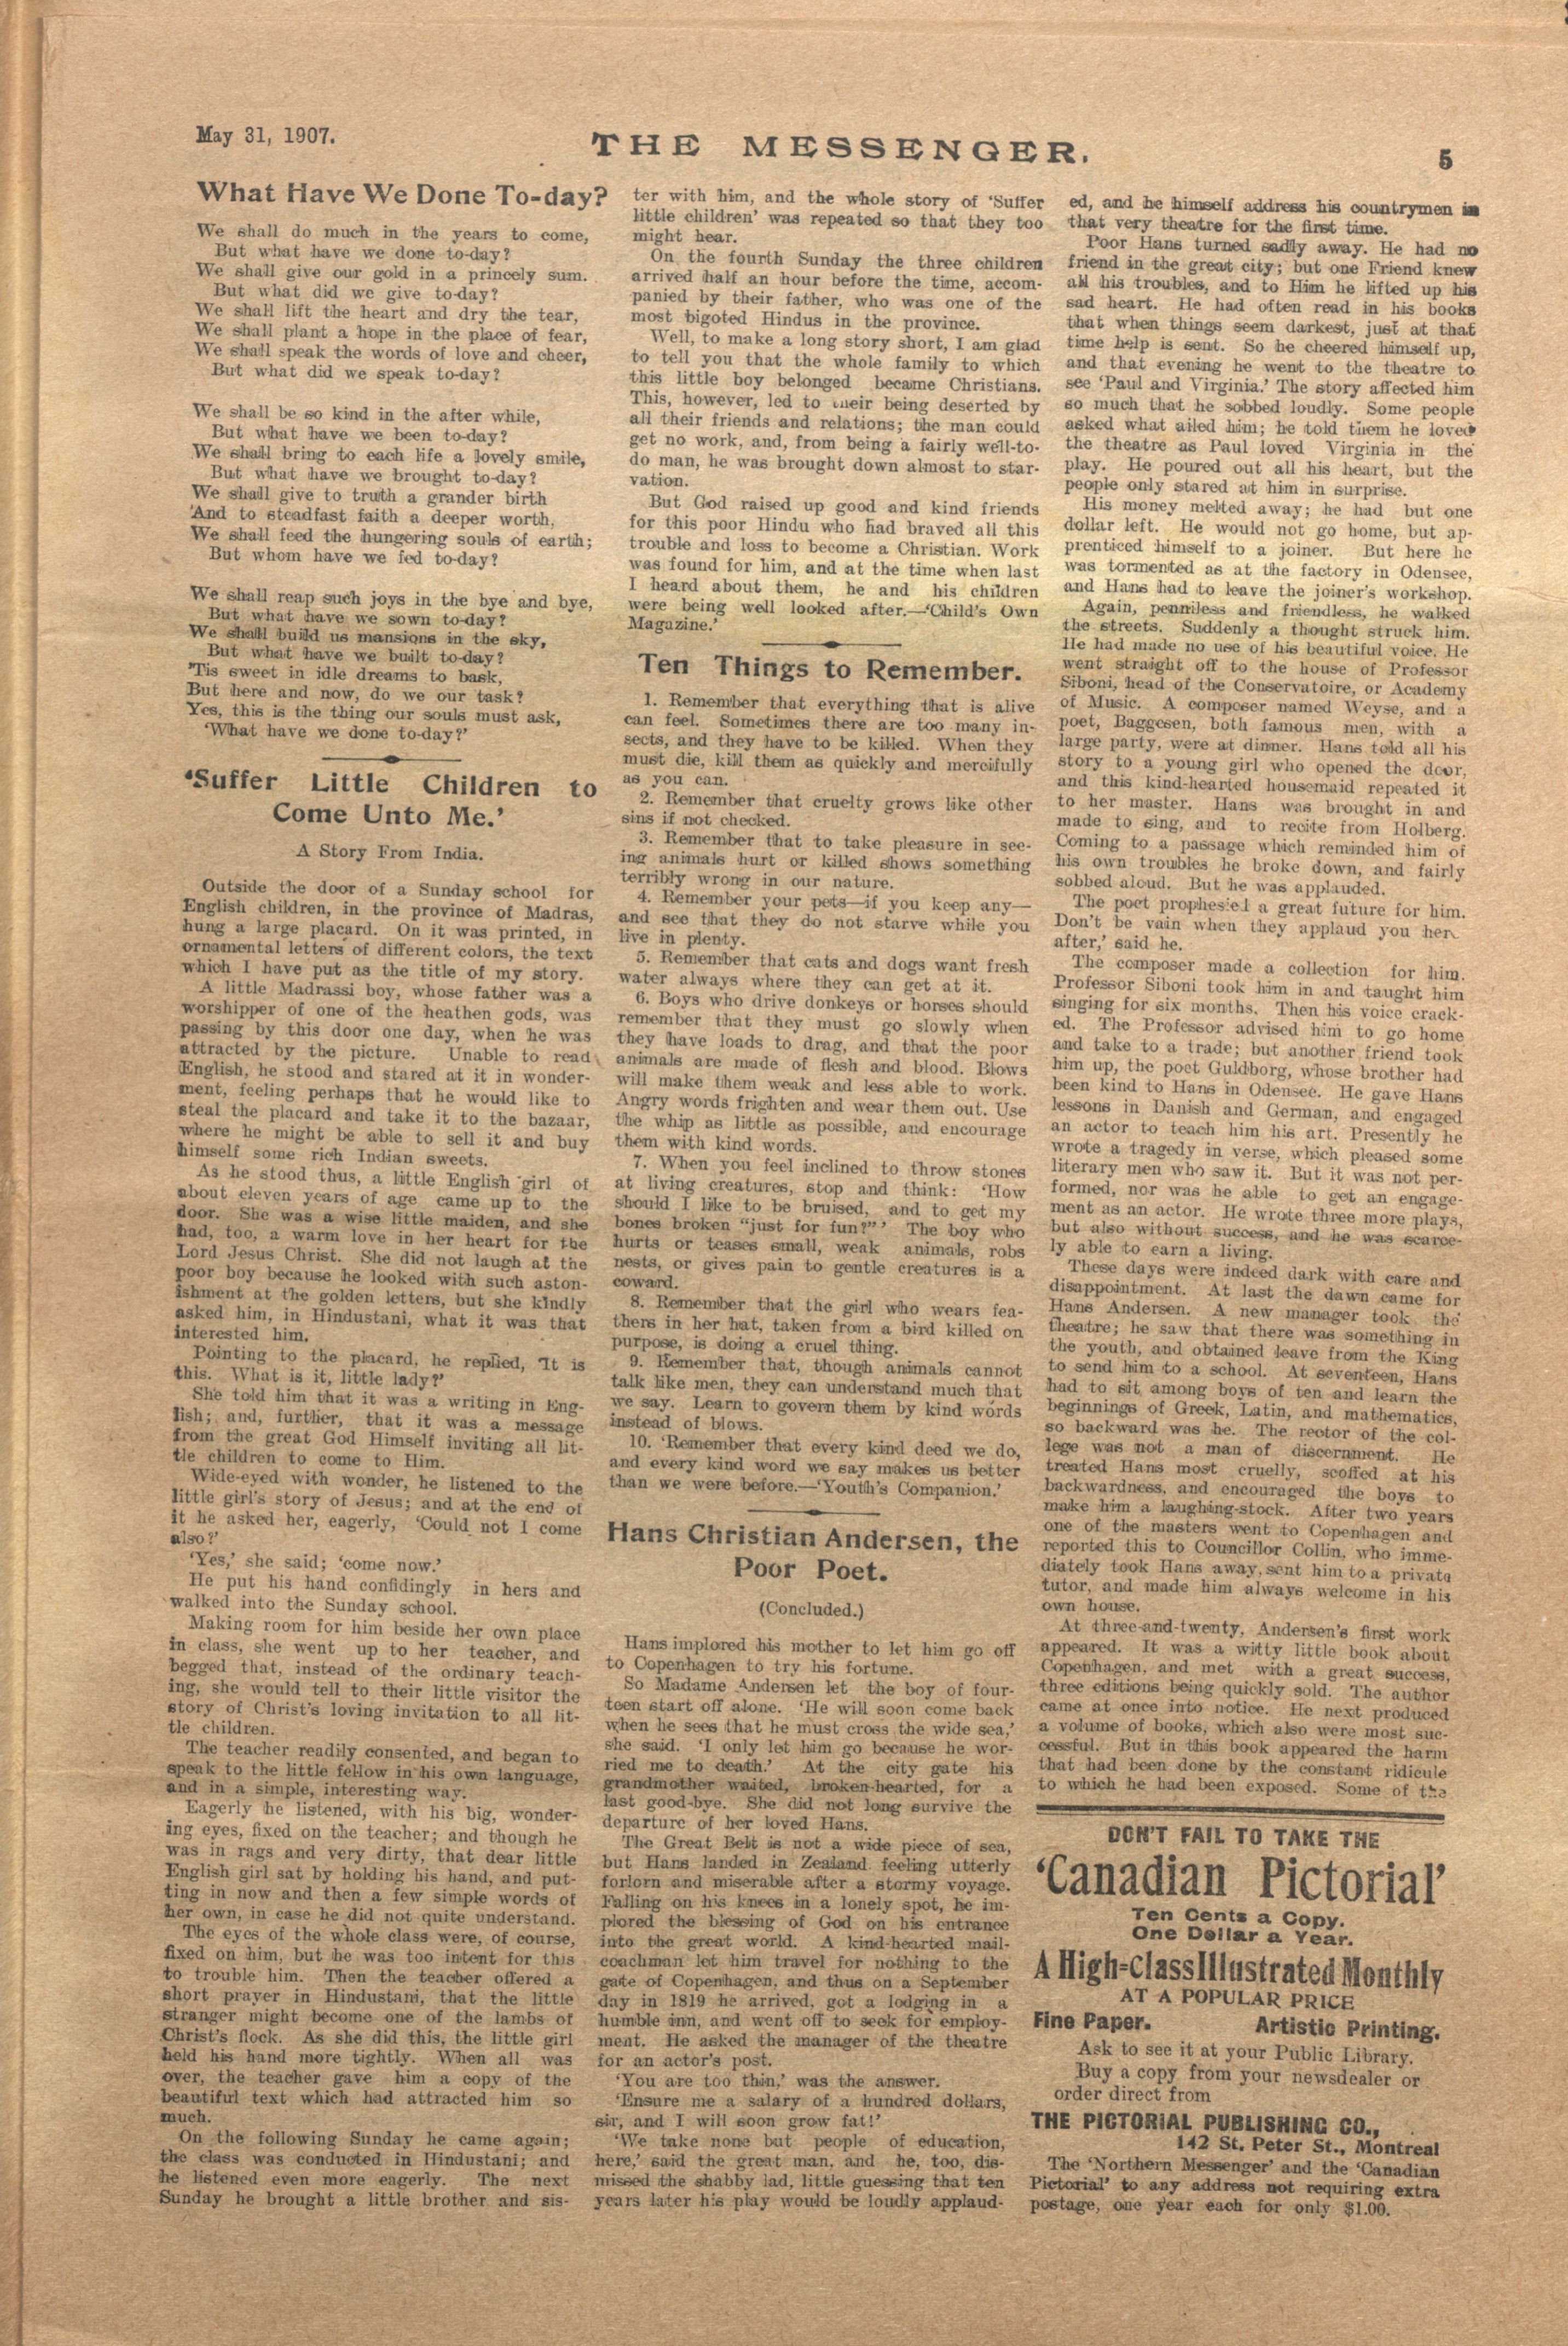 May 31, 1907.
THE MESSENGER.
5
What Have We Done To-day?
We shall do much in the years to come,
But what have we done to-day?
We shall give our gold in a princely sum.
But what did we give to-day?
We shall lift the heart and dry the tear,
We shall plant a hope in the place of fear,
We shall speak the words of love and cheer,
But what did we speak to-day?
We shall be so kind in the after while,
But what have we been to-day?
We shall bring to each life a lovely smile,
But what have we brought to-day?
We shall give to truth a grander birth
And to steadfast faith a deeper worth,
We shall feed the hungering souls of earth;
But whom have we fed to-day?
We shall reap such joys in the bye and bye,
But what have we sown to-day?
We shall build us mansions in the sky,
But what have we built to-day?
'Tis sweet in idle dreams to bask,
But here and now, do we our task?
Yes, this is the thing our souls must ask,
'What have we done to-day?'
'Suffer Little Children to
Come Unto Me.'
A Story From India.
Outside the door of a Sunday school for
English children, in the province of Madras,
hung a large placard. On it was printed, in
ornamental letters of different colors, the text
which I have put as the title of my story.
A little Madrassi boy, whose father was a
worshipper of one of the heathen gods, was
passing by this door one day, when he was
attracted by the picture. Unable to read
English, he stood and stared at it in wonder-
ment, feeling perhaps that he would like to
steal the placard and take it to the bazaar,
where he might be able to sell it and buy
himself some rich Indian sweets.
As he stood thus, a little English girl of
about eleven years of age came up to the
door. She was a wise little maiden, and she
had, too, a warm love in her heart for the
Lord Jesus Christ. She did not laugh at the
poor boy because he looked with such aston-
ishment at the golden letters, but she kindly
asked him, in Hindustani, what it was that
interested him.
Pointing to the placard, he replied, 'It is
this. What is it, little lady?'
She told him that it was a writing in Eng-
lish; and, further, that it was a message
from the great God Himself inviting all lit-
tle children to come to Him.
Wide-eyed with wonder, he listened to the
little girl's story of Jesus; and at the end of
it he asked her, eagerly, 'Could not I come
also?'
'Yes,' she said; 'come now.'
He put his hand confidingly in hers and
walked into the Sunday school.
Making room for him beside her own place
in class, she went up to her teacher, and
begged that, instead of the ordinary teach-
ing, she would tell to their little visitor the
story of Christ's loving invitation to all lit-
tle children.
The teacher readily consented, and began to
speak to the little fellow in his own language,
and in a simple, interesting way.
Eagerly he listened, with his big, wonder-
ing eyes, fixed on the teacher; and though he
was in rags and very dirty, that dear little
English girl sat by holding his hand, and put-
ting in now and then a few simple words of
her own, in case he did not quite understand.
The eyes of the whole class were, of course,
fixed on him, but he was too intent for this
to trouble him. Then the teacher offered a
short prayer in Hindustani, that the little
stranger might become one of the lambs of
Christ's flock. As she did this, the little girl
held his hand more tightly. When all was
over, the teacher gave him a copy of the
beautiful text which had attracted him so
much.
On the following Sunday he came again;
the class was conducted in Hindustani; and
he listened even more eagerly. The next
Sunday he brought a little brother and sis-
ter with him, and the whole story of 'Suffer
little children' was repeated so that they too
might hear.
On the fourth Sunday the three children
arrived half an hour before the time, accom-
panied by their father, who was one of the
most bigoted Hindus in the province.
Well, to make a long story short, I am glad
to tell you that the whole family to which
this little boy belonged became Christians.
This, however, led to their being deserted by
all their friends and relations; the man could
get no work, and, from being a fairly well-to-
do man, he was brought down almost to star-
vation.
But God raised up good and kind friends
for this poor Hindu who had braved all this
trouble and loss to become a Christian. Work
was found for him, and at the time when last
I heard about them, he and his children
were being well looked after.—'Child's Own
Magazine.'
Ten Things to Remember.
1. Remember that everything that is alive
can feel. Sometimes there are too many in-
sects, and they have to be killed. When they
must die, kill them as quickly and mercifully
as you can.
2. Remember that cruelty grows like other
sins if not checked.
3. Remember that to take pleasure in see-
ing animals hurt or killed shows something
terribly wrong in our nature.
4. Remember your pets—if you keep any—
and see that they do not starve while you
live in plenty.
5. Remember that cats and dogs want fresh
water always where they can get at it.
6. Boys who drive donkeys or horses should
remember that they must go slowly when
they have loads to drag, and that the poor
animals are made of flesh and blood. Blows
will make them weak and less able to work.
Angry words frighten and wear them out. Use
the whip as little as possible, and encourage
them with kind words.
7. When you feel inclined to throw stones
at living creatures, stop and think: 'How
should I like to be bruised, and to get my
bones broken "just for fun?"' The boy who
hurts or teases small, weak animals, robs
nests, or gives pain to gentle creatures is a
coward.
8. Remember that the girl who wears fea-
thers in her hat, taken from a bird killed on
purpose, is doing a cruel thing.
9. Remember that, though animals cannot
talk like men, they can understand much that
we say. Learn to govern them by kind words
instead of blows.
10. 'Remember that every kind deed we do,
and every kind word we say makes us better
than we were before.—'Youth's Companion.'
Hans Christian Andersen, the
Poor Poet.
(Concluded.)
Hans implored his mother to let him go off
to Copenhagen to try his fortune.
So Madame Andersen let the boy of four-
teen start off alone. 'He will soon come back
when he sees that he must cross the wide sea,'
she said. 'I only let him go because he wor-
ried me to death.' At the city gate his
grandmother waited, broken-hearted, for a
last good-bye. She did not long survive the
departure of her loved Hans.
The Great Belt is not a wide piece of sea,
but Hans landed in Zealand feeling utterly
forlorn and miserable after a stormy voyage.
Falling on his knees in a lonely spot, he im-
plored the blessing of God on his entrance
into the great world. A kind-hearted mail-
coachman let him travel for nothing to the
gate of Copenhagen, and thus on a September
day in 1819 he arrived, got a lodging in a
humble inn, and went off to seek for employ-
ment. He asked the manager of the theatre
for an actor's post.
'You are too thin,' was the answer.
'Ensure me a salary of a hundred dollars,
sir, and I will soon grow fat!'
'We take none but people of education,
here,' said the great man, and he, too, dis-
missed the shabby lad, little guessing that ten
years later his play would be loudly applaud-
ed, and he himself address his countrymen in
that very theatre for the first time.
Poor Hans turned sadly away. He had no
friend in the great city; but one Friend knew
all his troubles, and to Him he lifted up his
sad heart. He had often read in his books
that when things seem darkest, just at that
time help is sent. So he cheered himself up,
and that evening he went to the theatre to
see 'Paul and Virginia.' The story affected him
so much that he sobbed loudly. Some people
asked what ailed him; he told them he loved
the theatre as Paul loved Virginia in the
play. He poured out all his heart, but the
people only stared at him in surprise.
His money melted away; he had but one
dollar left. He would not go home, but ap-
prenticed himself to a joiner. But here he
was tormented as at the factory in Odensee,
and Hans had to leave the joiner's workshop.
Again, penniless and friendless, he walked
the streets. Suddenly a thought struck him.
He had made no use of his beautiful voice. He
went straight off to the house of Professor
Siboni, head of the Conservatoire, or Academy
of Music. A composer named Weyse, and a
poet, Baggesen, both famous men, with a
large party, were at dinner. Hans told all his
story to a young girl who opened the door,
and this kind-hearted housemaid repeated it
to her master. Hans was brought in and
made to sing, and to recite from Holberg.
Coming to a passage which reminded him of
his own troubles he broke down, and fairly
sobbed aloud. But he was applauded.
The poet prophesied a great future for him.
Don't be vain when they applaud you here
after,' said he.
The composer made a collection for him.
Professor Siboni took him in and taught him
singing for six months. Then his voice crack-
ed. The Professor advised him to go home
and take to a trade; but another friend took
him up, the poet Guldborg, whose brother had
been kind to Hans in Odensee. He gave Hans
lessons in Danish and German, and engaged
an actor to teach him his art. Presently he
wrote a tragedy in verse, which pleased some
literary men who saw it. But it was not per-
formed, nor was he able to get an engage-
ment as an actor. He wrote three more plays,
but also without success, and he was scarce-
ly able to earn a living.
These days were indeed dark with care and
disappointment. At last the dawn came for
Hans Andersen. A new manager took the
theatre; he saw that there was something in
the youth, and obtained leave from the King
to send him to a school. At seventeen, Hans
had to sit among boys of ten and learn the
beginnings of Greek, Latin, and mathematics,
so backward was he. The rector of the col-
lege was not a man of discernment. He
treated Hans most cruelly, scoffed at his
backwardness, and encouraged the boys to
make him a laughing-stock. After two years
one of the masters went to Copenhagen and
reported this to Councillor Collin, who imme-
diately took Hans away, sent him to a private
tutor, and made him always welcome in his
own house.
At three-and-twenty, Andersen's first work
appeared. It was a witty little book about
Copenhagen, and met with a great success,
three editions being quickly sold. The author
came at once into notice. He next produced
a volume of books, which also were most suc-
cessful. But in this book appeared the harm
that had been done by the constant ridicule
to which he had been exposed. Some of the
DON'T FAIL TO TAKE THE
'Canadian Pictorial'
Ten Cents a Copy.
One Dollar a Year.
A High-Class Illustrated Monthly
AT A POPULAR PRICE
Fine Paper. Artistic Printing.
Ask to see it at your Public Library.
Buy a copy from your newsdealer or
order direct from
THE PICTORIAL PUBLISHING CO.,
142 St. Peter St., Montreal
The 'Northern Messenger' and the 'Canadian
Pictorial' to any address not requiring extra
postage, one year each for only $1.00.